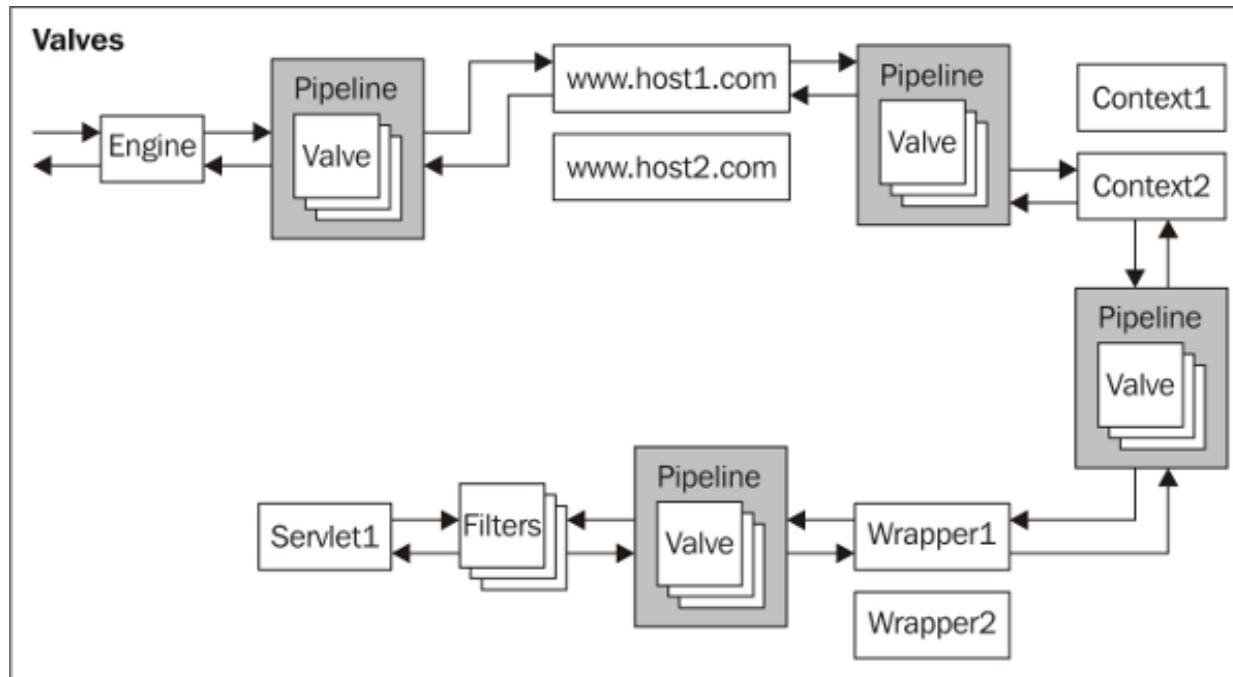 Valves
Engine
Pipeline
Valve
www.host1.com
www.host2.com
Pipeline
Valve
Context1
Context2
Pipeline
Valve
Servlet1
Filters
Pipeline
Valve
Wrapper1
Wrapper2